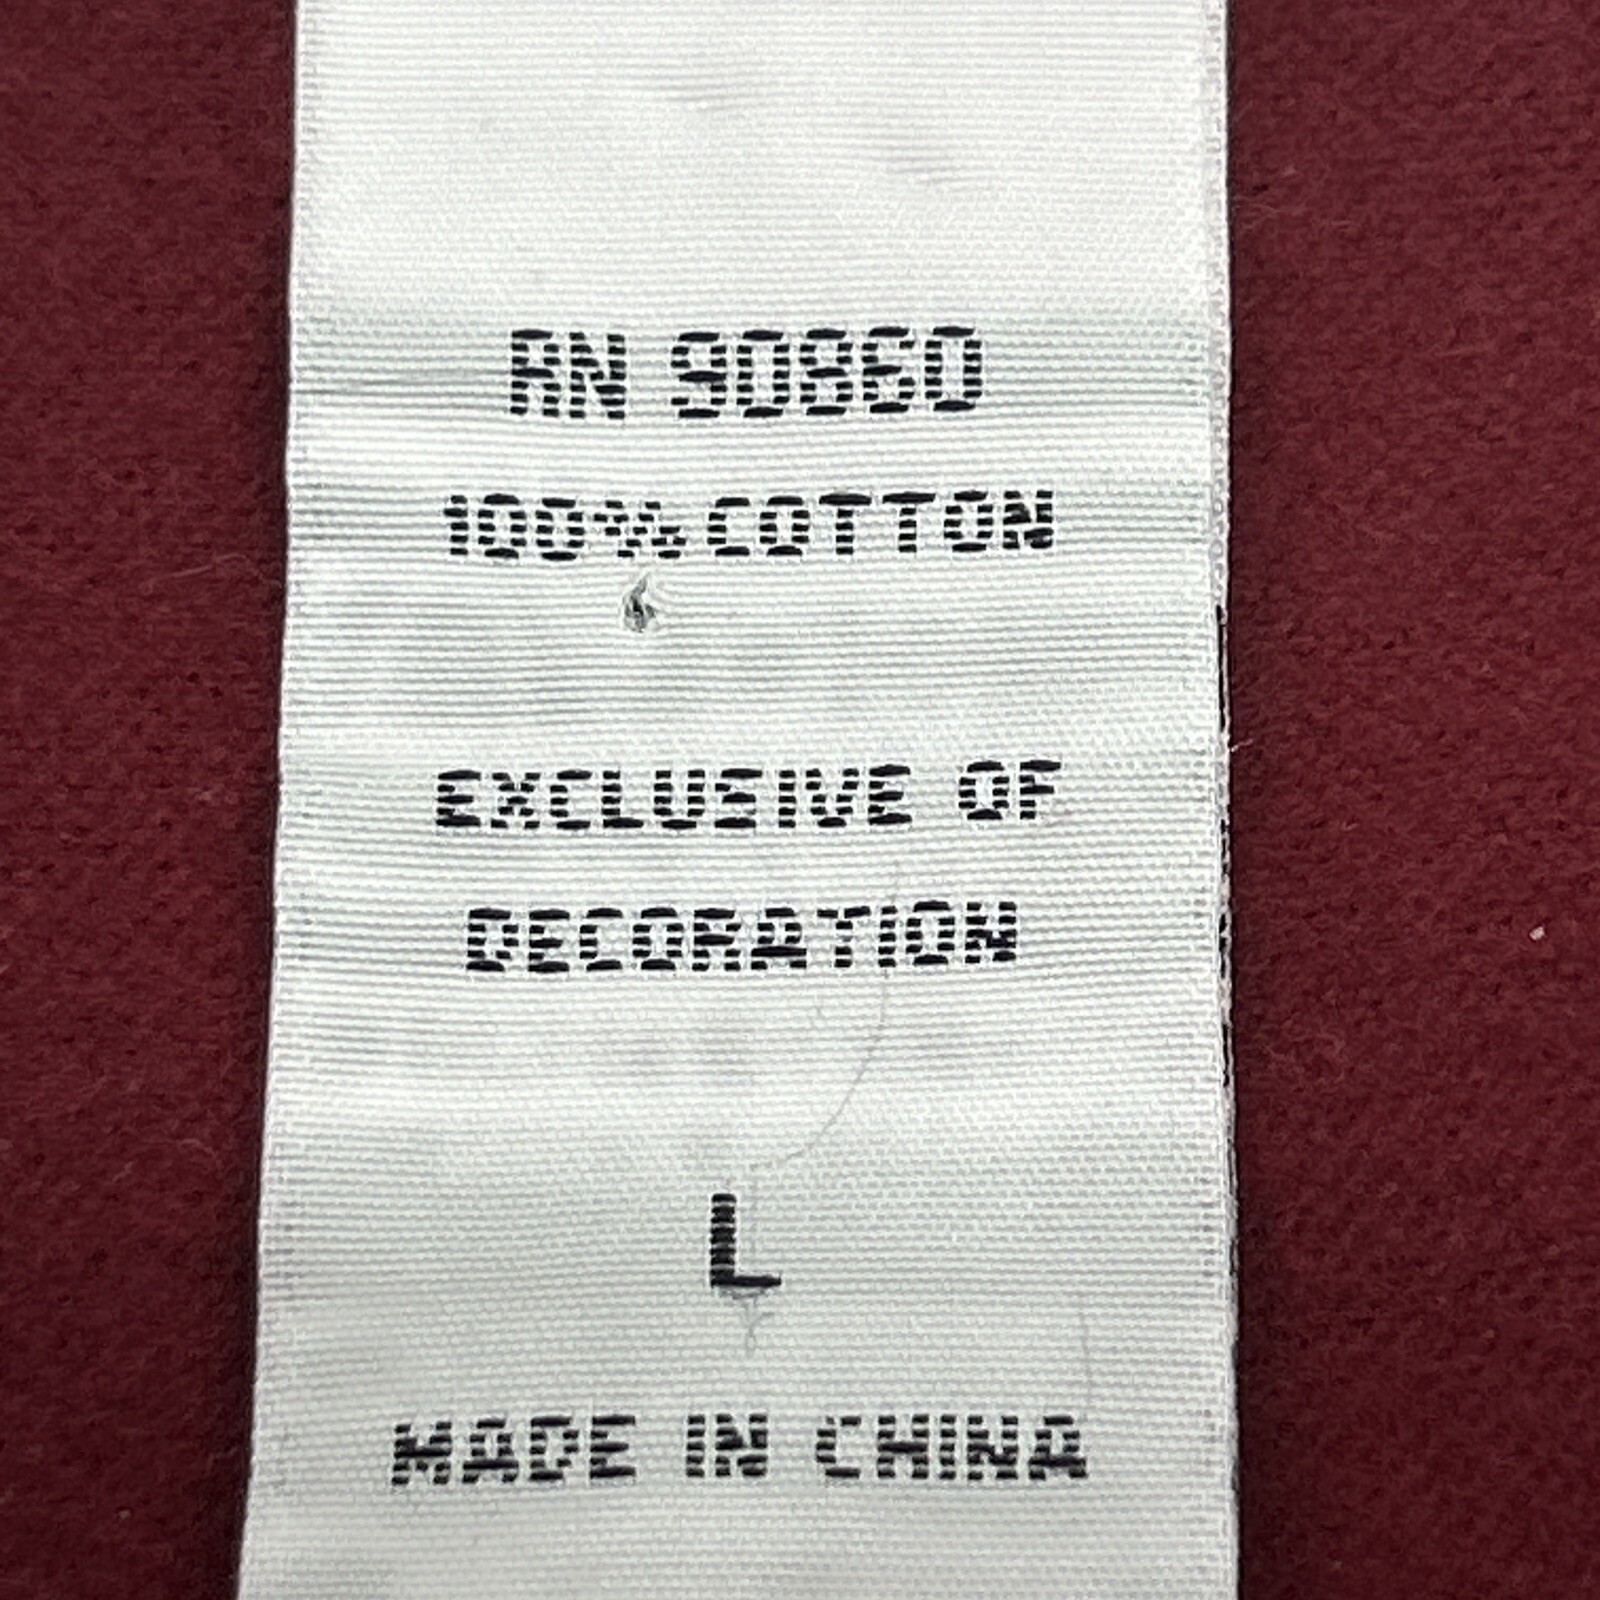 RN 90860
100% COTTON
EXCLUSIVE OF
DECORATION
L
MADE IN CHINA